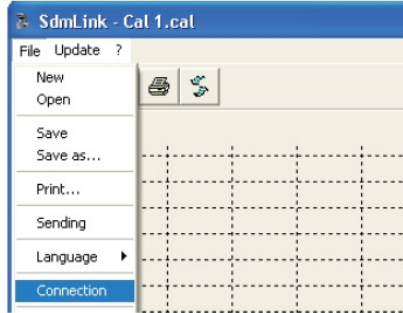 SdmLink - Cal 1.cal
File Update ?
New
Open
Save
Save as...
Print...
Sending
Language
Connection